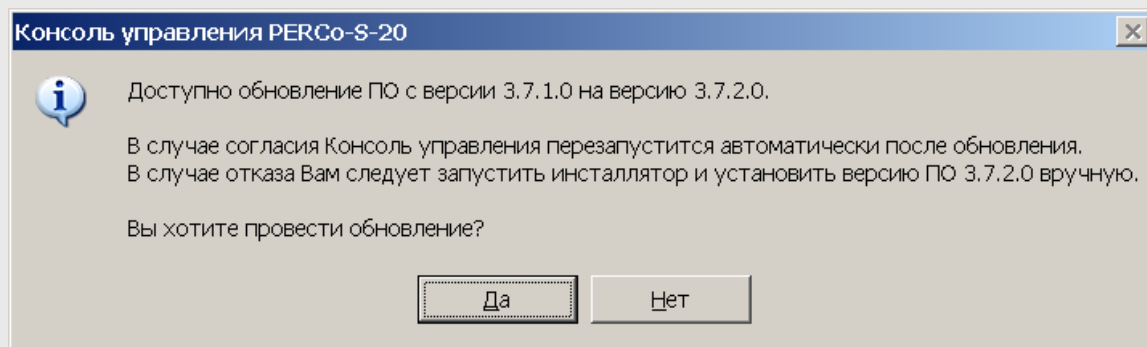 Консоль управления PERCo-S-20
Доступно обновление ПО с версии 3.7.1.0 на версию 3.7.2.0.
В случае согласия Консоль управления перезапустится автоматически после обновления.
В случае отказа Вам следует запустить инсталлятор и установить версию ПО 3.7.2.0 вручную.
Вы хотите провести обновление?
Да
Нет